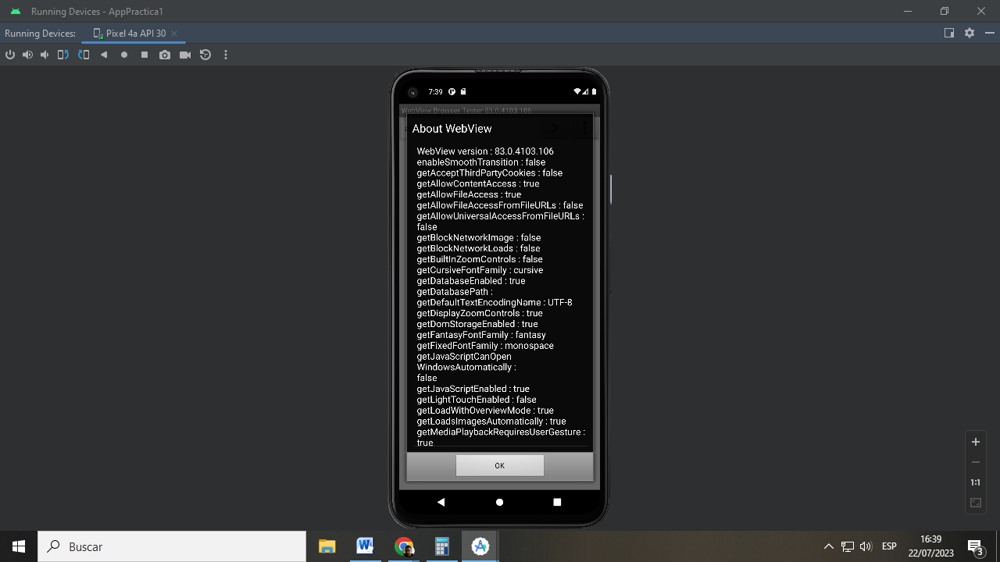 Running Devices - AppPractica1
Running Devices:
Pixel 4a API 30
7:39
WebView Browser Tester 83.0.4103.106
About WebView
WebView version : 83.0.4103.106
enableSmoothTransition : false
getAcceptThirdPartyCookies : false
getAllowContentAccess : true
getAllowFileAccess : true
getAllowFileAccessFromFileURLs : false
getAllowUniversalAccessFromFileURLs :
false
getBlockNetworkImage : false
getBlockNetworkLoads : false
getBuiltInZoomControls : false
getCursiveFontFamily : cursive
getDatabaseEnabled : true
getDatabasePath :
getDefaultTextEncodingName : UTF-8
getDisplayZoomControls : true
getDomStorageEnabled : true
getFantasyFontFamily : fantasy
getFixedFontFamily : monospace
getJavaScriptCanOpen
WindowsAutomatically :
false
getJavaScriptEnabled : true
getLightTouchEnabled : false
getLoadWithOverviewMode : true
getLoadsImagesAutomatically : true
getMediaPlaybackRequiresUserGesture :
true
OK
1:1
Buscar
ESP
16:39
22/07/2023
3